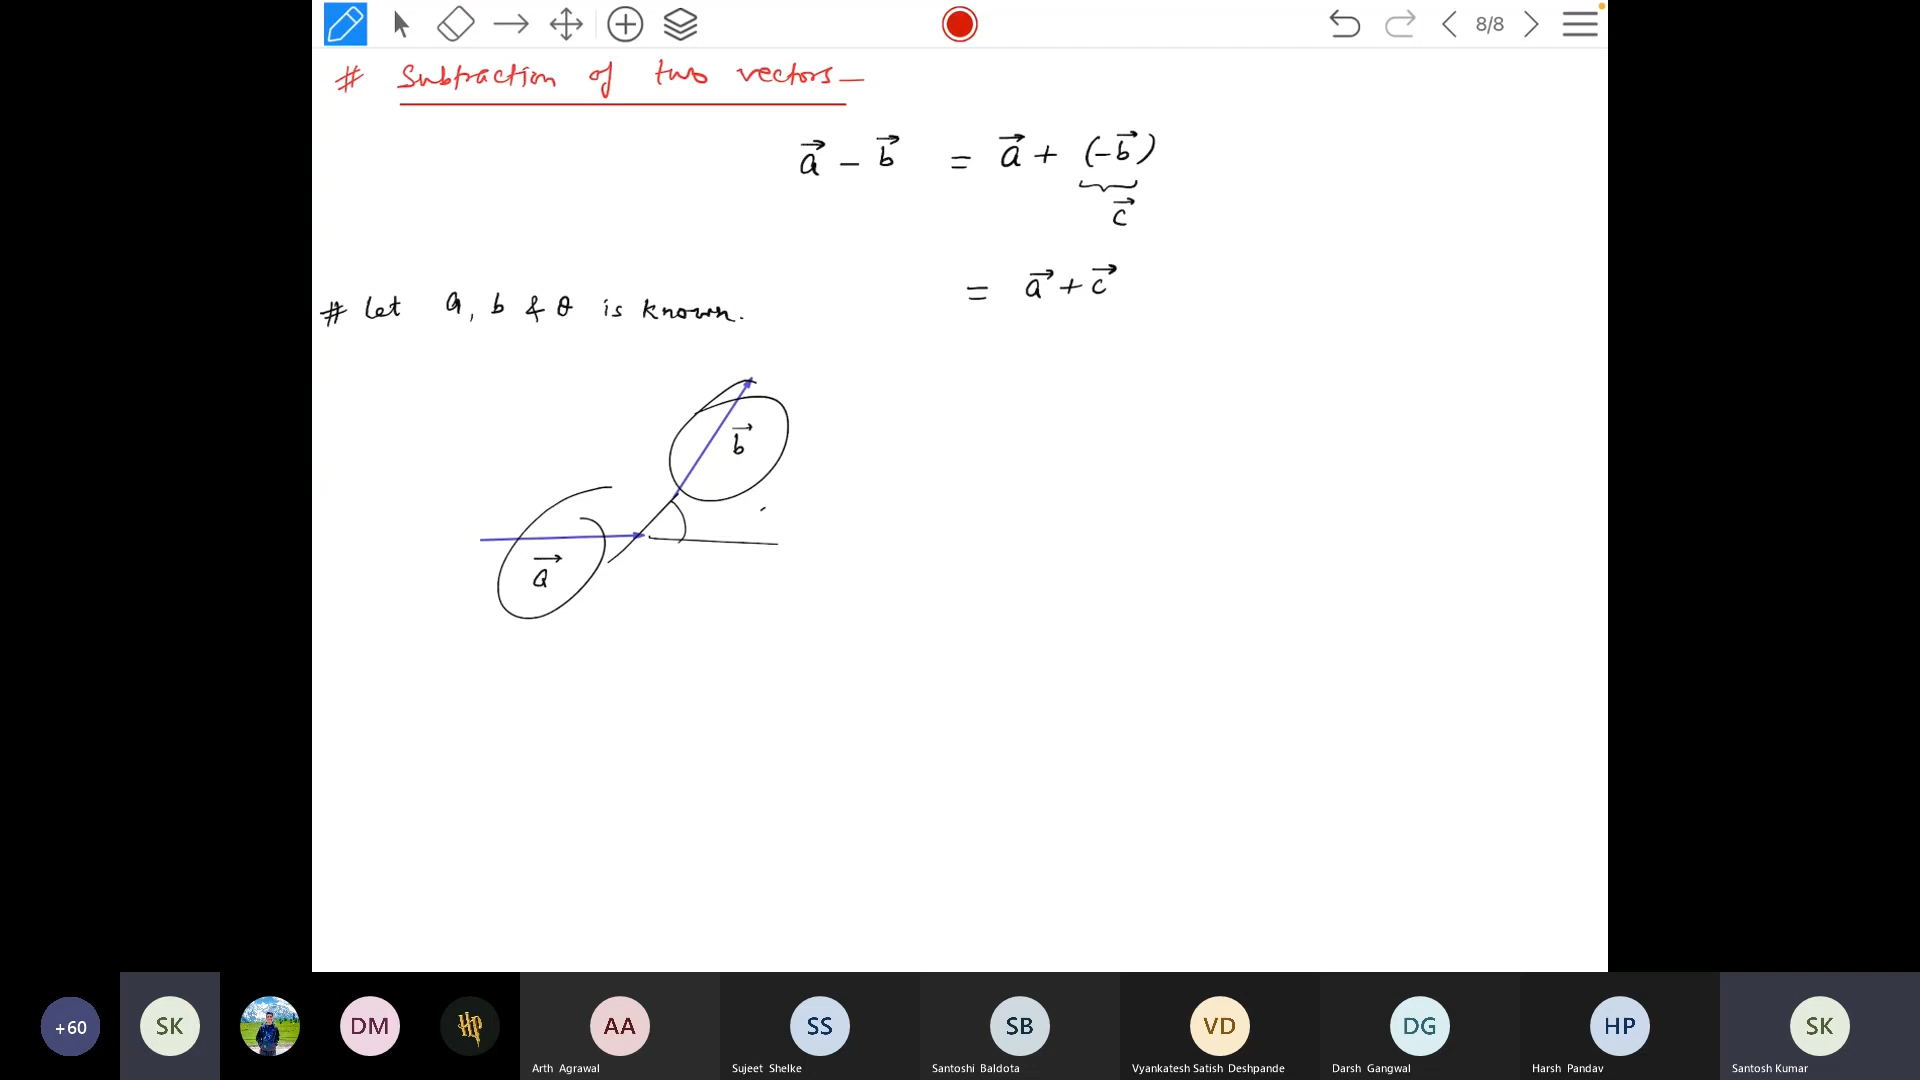 8/8
# Subtraction of two vectors –
a⃗ – b⃗ = a⃗ + (–b⃗)
c⃗
= a⃗ + c⃗
# let a, b & θ is known.
b⃗
a⃗
+60 SK DM HP AA SS SB VD DG HP SK
Arth Agrawal Sujeet Shelke Santoshi Baldota Vyankatesh Satish Deshpande Darsh Gangwal Harsh Pandav Santosh Kumar